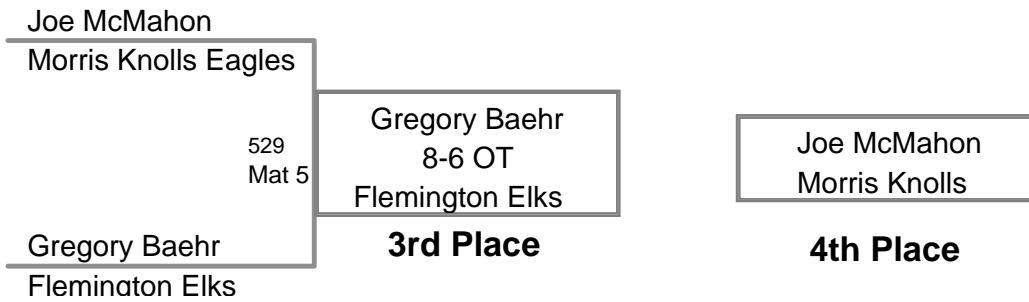 Joe McMahon
Morris Knolls Eagles
529
Mat 5
Gregory Baehr
Flemington Elks
Gregory Baehr
8-6 OT
Flemington Elks
3rd Place
Joe McMahon
Morris Knolls
4th Place